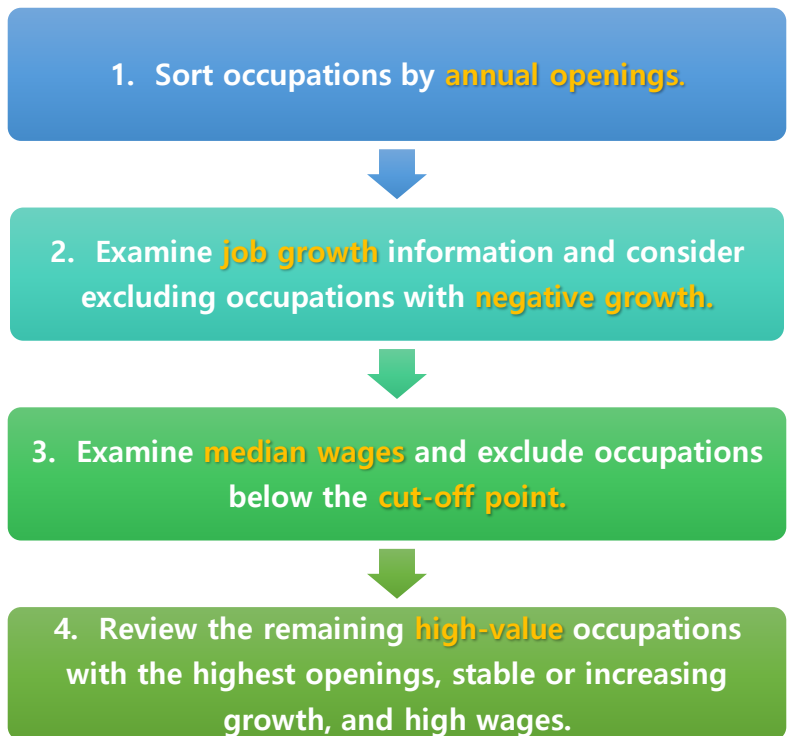 1. Sort occupations by annual openings.
2. Examine job growth information and consider
excluding occupations with negative growth.
3. Examine median wages and exclude occupations
below the cut-off point.
4. Review the remaining high-value occupations
with the highest openings, stable or increasing
growth, and high wages.